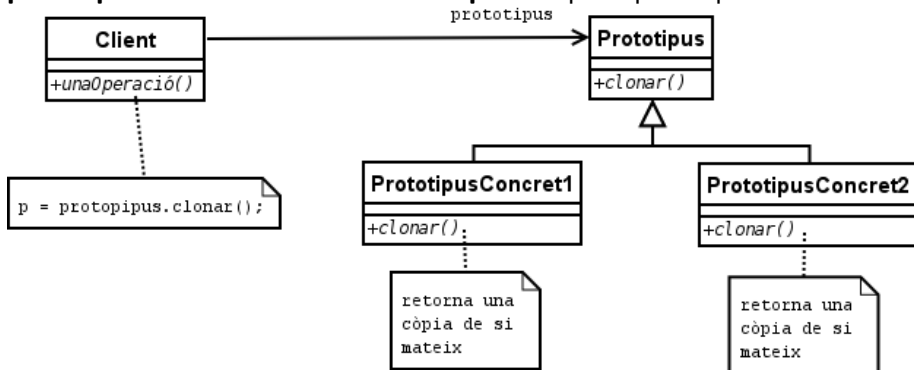 prototipus
Client
Prototipus
+unaOperació()
+clonar()
p = protopipus.clonar();
PrototipusConcret1
PrototipusConcret2
+clonar()
+clonar()
retorna una
còpia de si
mateix
retorna una
còpia de si
mateix